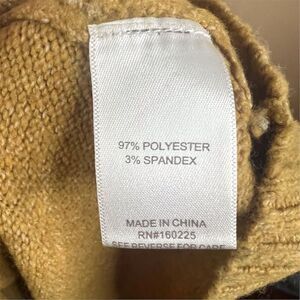 97% POLYESTER
3% SPANDEX
MADE IN CHINA
RN#160225
SEE REVERSE FOR CARE